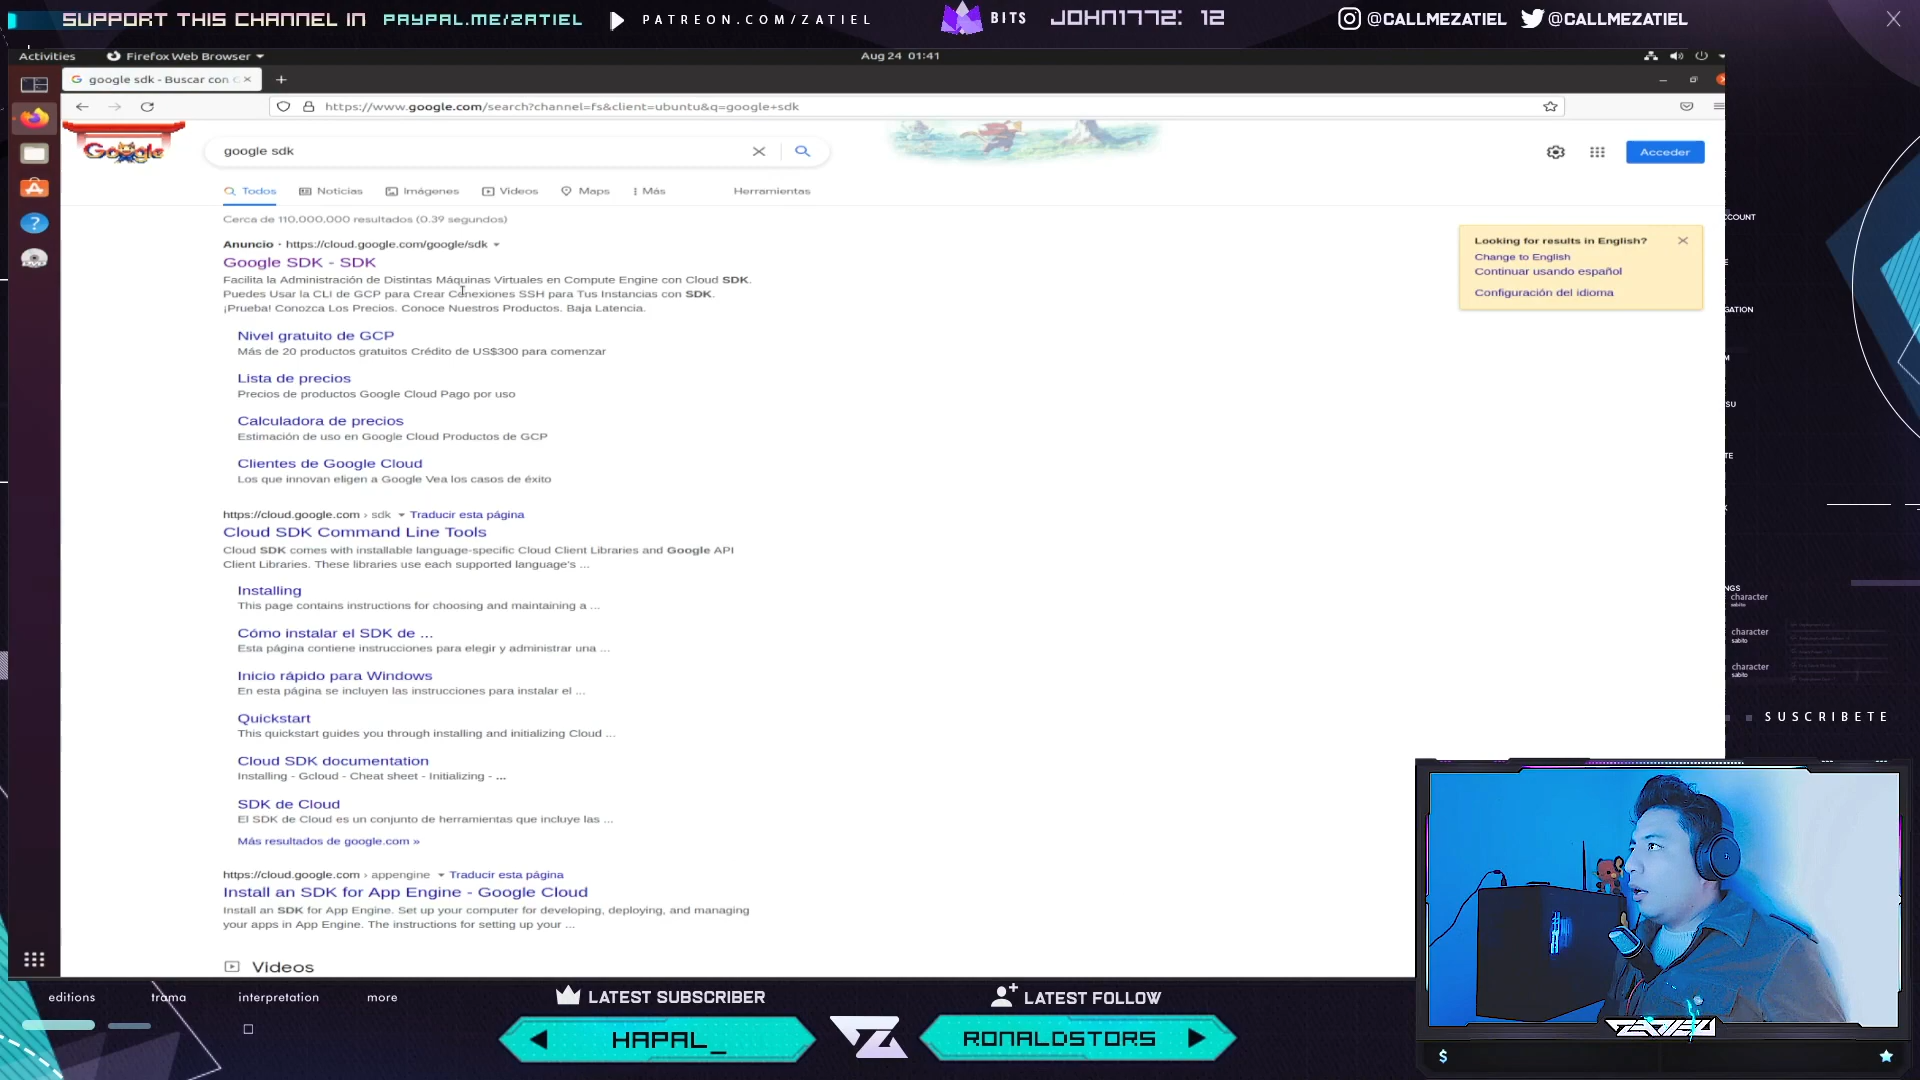 SUPPORT THIS CHANNEL IN PAYPAL.ME/ZATIEL
PATREON.COM/ZATIEL
BITS
JOHN1772: 12
@CALLMEZATIEL
@CALLMEZATIEL
Activities
Firefox Web Browser
Aug 24 01:41
google sdk - Buscar con G
https://www.google.com/search?channel=fs&client=ubuntu&q=google+sdk
Google
google sdk
Acceder
Todos
Noticias
Imágenes
Videos
Maps
Más
Herramientas
Cerca de 110,000,000 resultados (0.39 segundos)
Anuncio · https://cloud.google.com/google/sdk
Google SDK - SDK
Facilita la Administración de Distintas Máquinas Virtuales en Compute Engine con Cloud SDK.
Puedes Usar la CLI de GCP para Crear Conexiones SSH para Tus Instancias con SDK.
¡Prueba! Conozca Los Precios. Conoce Nuestros Productos. Baja Latencia.
Nivel gratuito de GCP
Más de 20 productos gratuitos Crédito de US$300 para comenzar
Lista de precios
Precios de productos Google Cloud Pago por uso
Calculadora de precios
Estimación de uso en Google Cloud Productos de GCP
Clientes de Google Cloud
Los que innovan eligen a Google Vea los casos de éxito
https://cloud.google.com › sdk Traducir esta página
Cloud SDK Command Line Tools
Cloud SDK comes with installable language-specific Cloud Client Libraries and Google API
Client Libraries. These libraries use each supported language's ...
Installing
This page contains instructions for choosing and maintaining a ...
Cómo instalar el SDK de ...
Esta página contiene instrucciones para elegir y administrar una ...
Inicio rápido para Windows
En esta página se incluyen las instrucciones para instalar el ...
Quickstart
This quickstart guides you through installing and initializing Cloud ...
Cloud SDK documentation
Installing - Gcloud - Cheat sheet - Initializing - ...
SDK de Cloud
El SDK de Cloud es un conjunto de herramientas que incluye las ...
Más resultados de google.com »
https://cloud.google.com › appengine Traducir esta página
Install an SDK for App Engine - Google Cloud
Install an SDK for App Engine. Set up your computer for developing, deploying, and managing
your apps in App Engine. The instructions for setting up your ...
Videos
Looking for results in English?
Change to English
Continuar usando español
Configuración del idioma
CCOUNT
GATION
SU
TE
NGS
character
sabito
character
sabito
character
sabito
SUSCRIBETE
editions
trama
interpretation
more
LATEST SUBSCRIBER
HAPAL_
LATEST FOLLOW
RONALDSTORS
ZATIEL
$